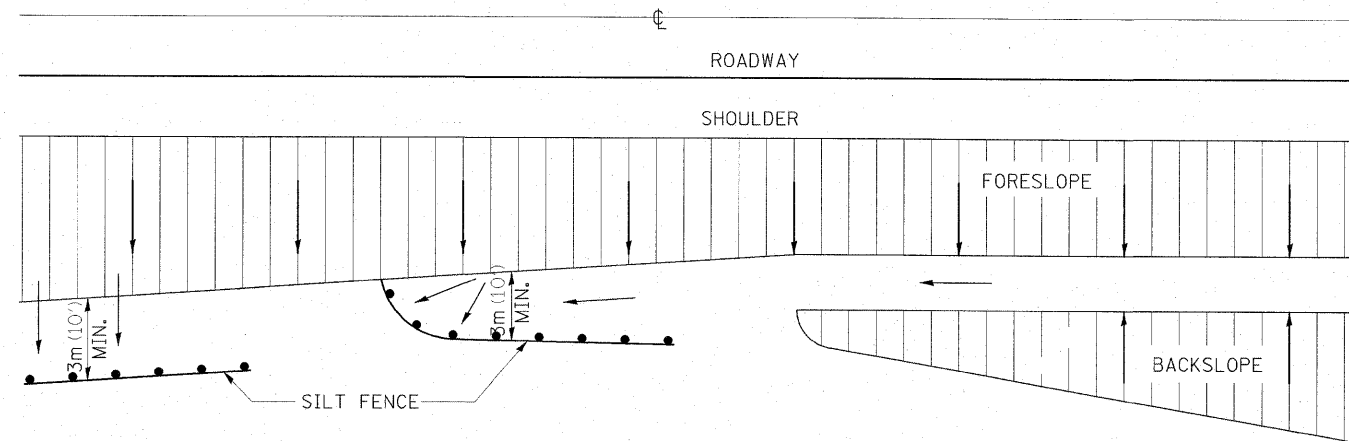 ℄
ROADWAY
SHOULDER
FORESLOPE
3m (10')
MIN.
3m (10')
MIN.
BACKSLOPE
SILT FENCE